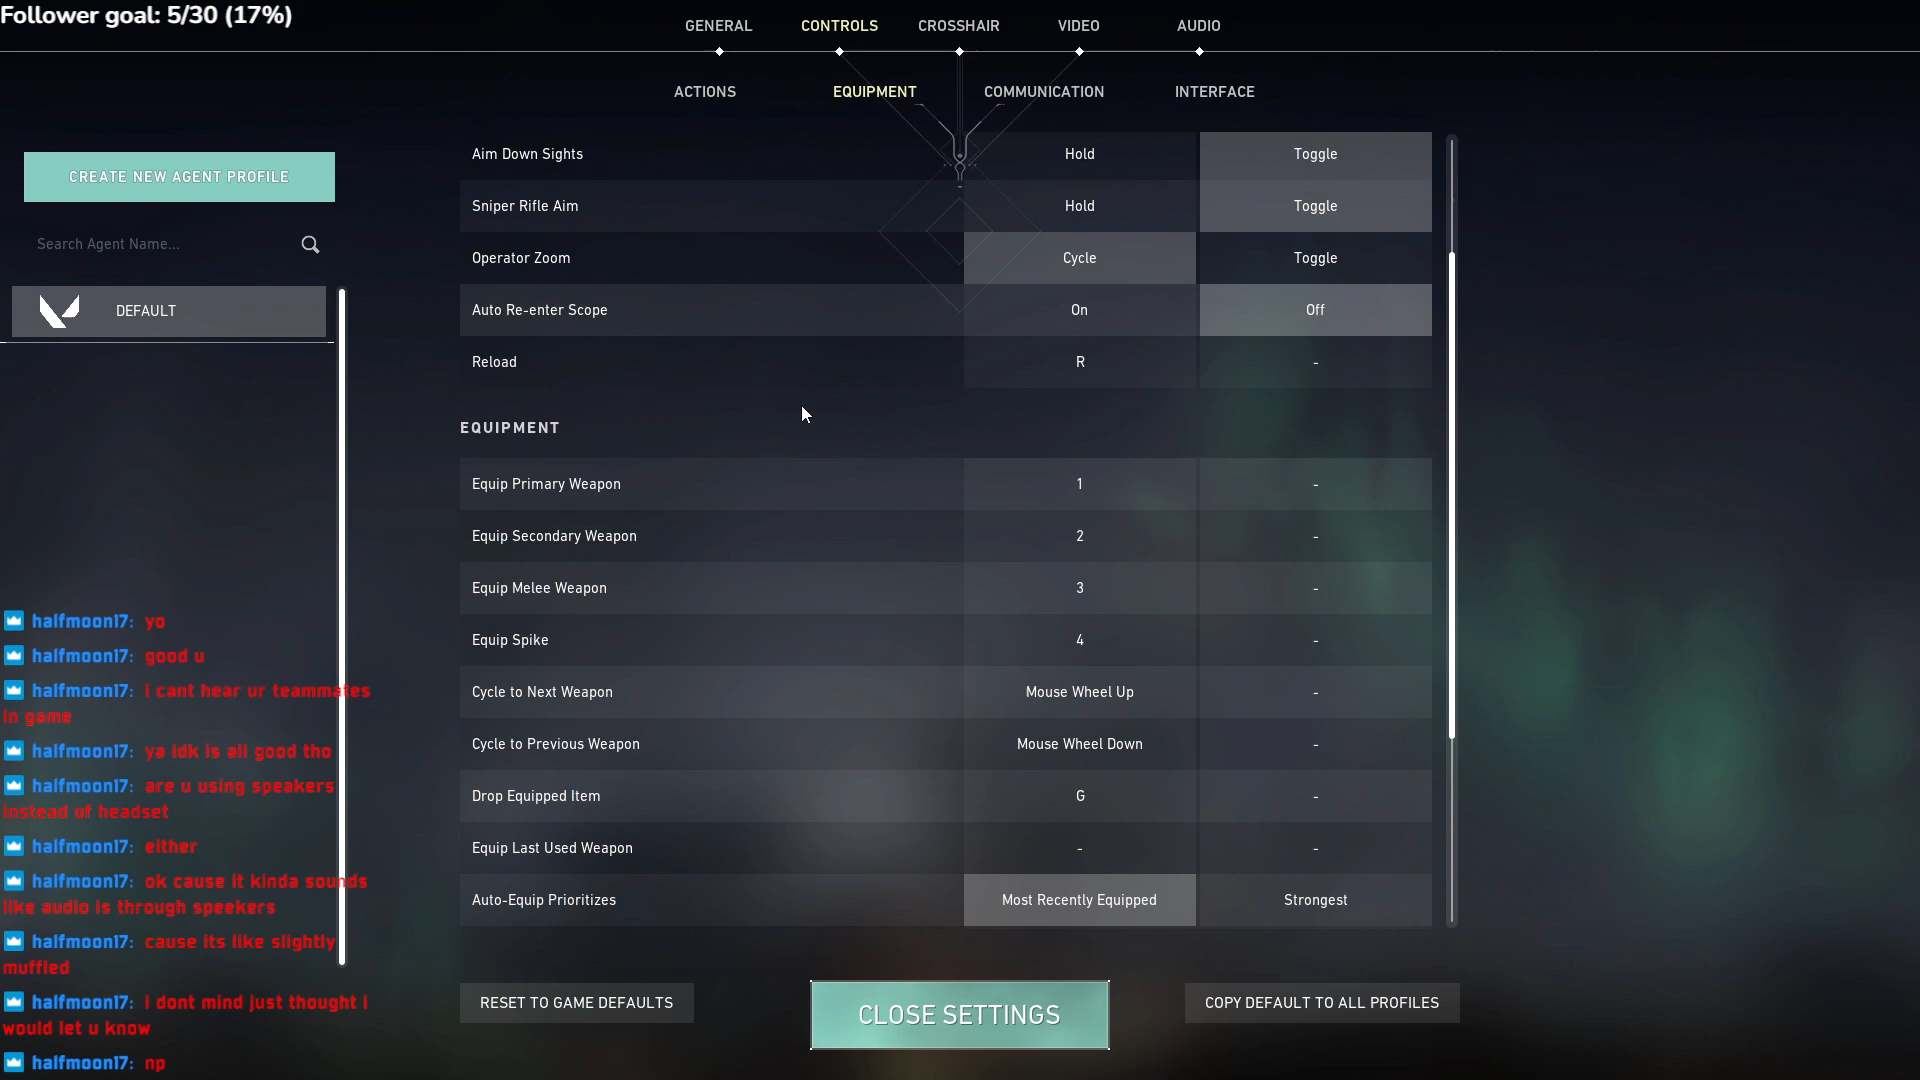 Follower goal: 5/30 (17%)
GENERAL CONTROLS CROSSHAIR VIDEO AUDIO
ACTIONS EQUIPMENT COMMUNICATION INTERFACE
CREATE NEW AGENT PROFILE
Search Agent Name...
DEFAULT
Aim Down Sights Hold Toggle
Sniper Rifle Aim Hold Toggle
Operator Zoom Cycle Toggle
Auto Re-enter Scope On Off
Reload R -
EQUIPMENT
Equip Primary Weapon 1 -
Equip Secondary Weapon 2 -
Equip Melee Weapon 3 -
Equip Spike 4 -
Cycle to Next Weapon Mouse Wheel Up -
Cycle to Previous Weapon Mouse Wheel Down -
Drop Equipped Item G -
Equip Last Used Weapon - -
Auto-Equip Prioritizes Most Recently Equipped Strongest
halfmoon17: yo
halfmoon17: good u
halfmoon17: i cant hear ur teammates
in game
halfmoon17: ya idk is all good tho
halfmoon17: are u using speakers
instead of headset
halfmoon17: either
halfmoon17: ok cause it kinda sounds
like audio is through speekers
halfmoon17: cause its like slightly
muffled
halfmoon17: i dont mind just thought i
would let u know
halfmoon17: np
RESET TO GAME DEFAULTS
CLOSE SETTINGS
COPY DEFAULT TO ALL PROFILES